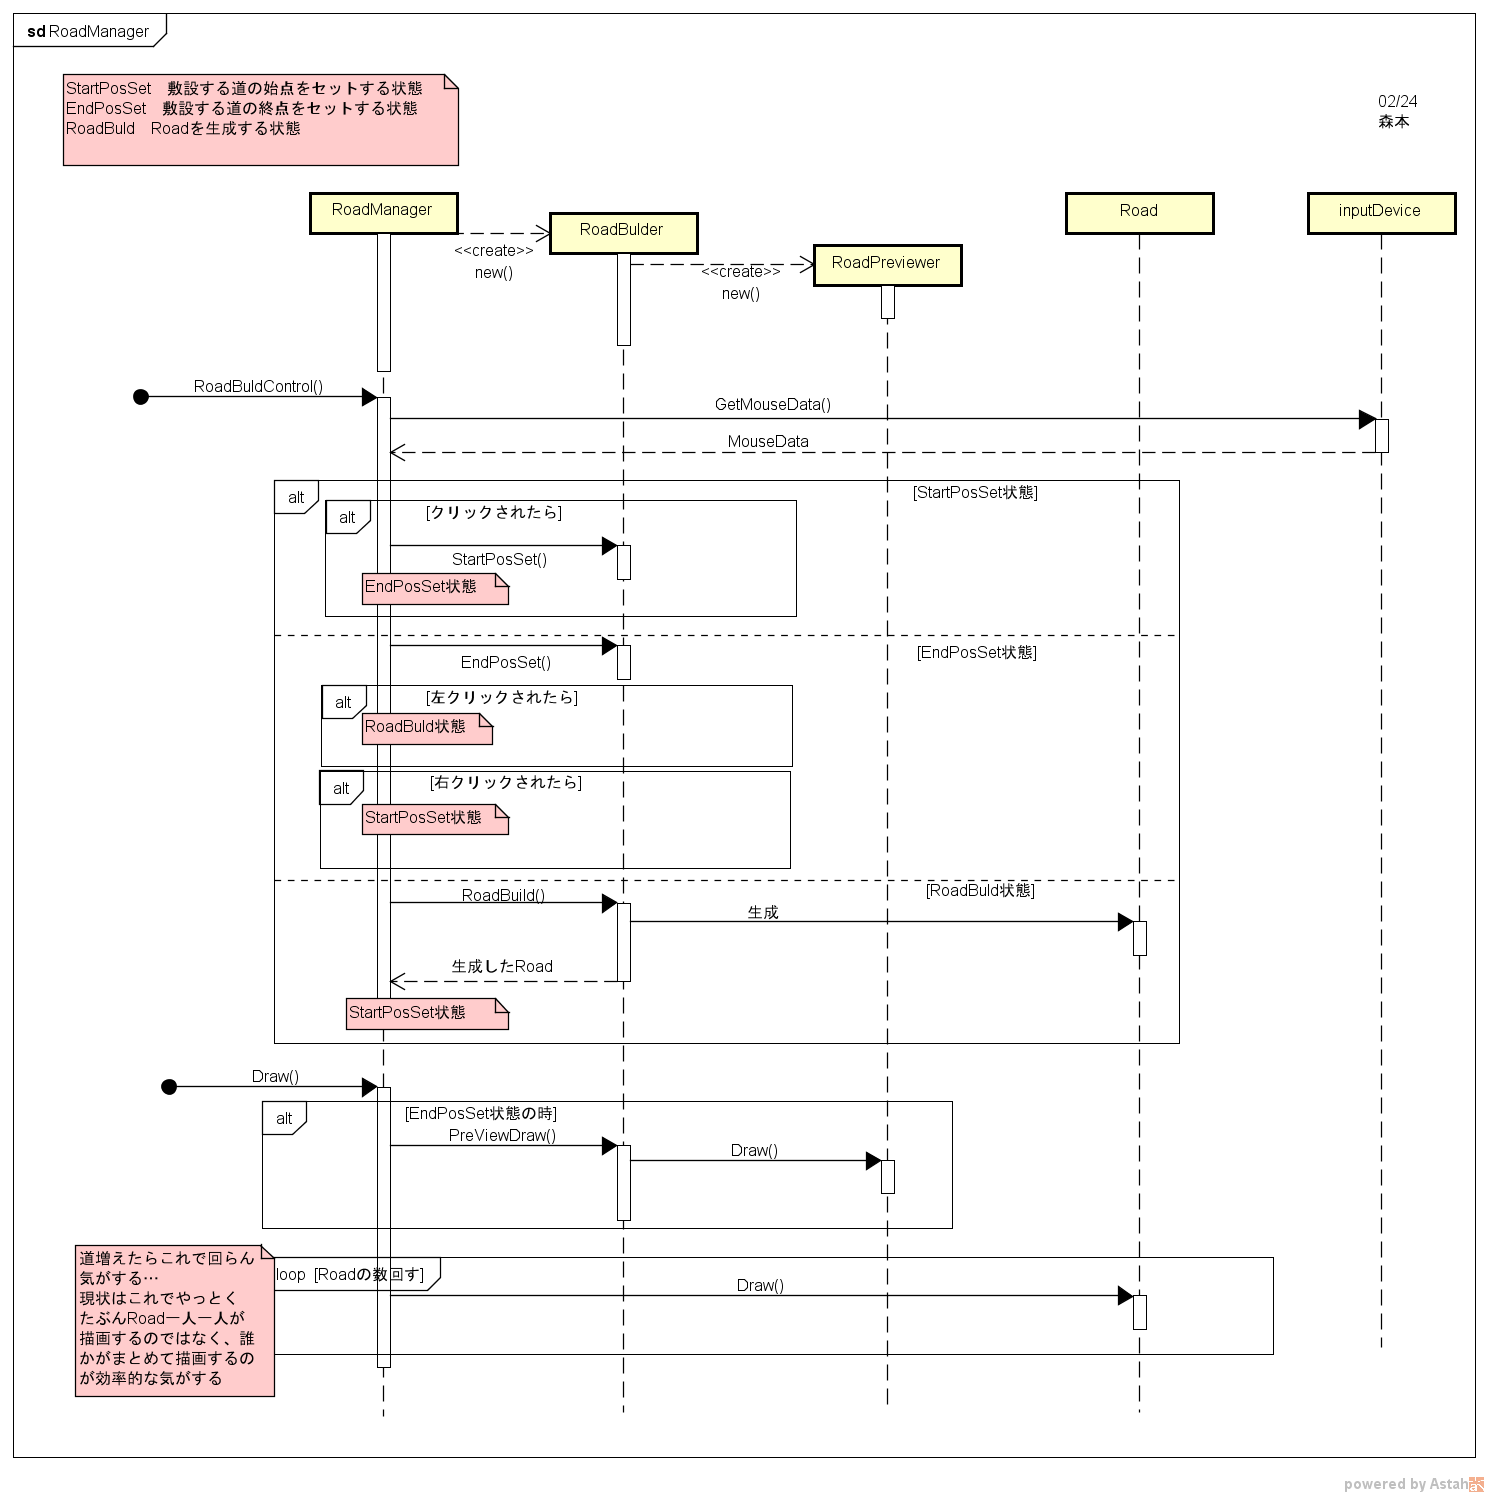 sd RoadManager
StartPosSet　敷設する道の始点をセットする状態
EndPosSet　敷設する道の終点をセットする状態
RoadBuld　Roadを生成する状態
02/24
森本
RoadManager
RoadBulder
RoadPreviewer
Road
inputDevice
<<create>>
new()
<<create>>
new()
RoadBuldControl()
GetMouseData()
MouseData
alt
[StartPosSet状態]
alt
[クリックされたら]
StartPosSet()
EndPosSet状態
EndPosSet()
[EndPosSet状態]
alt
[左クリックされたら]
RoadBuld状態
alt
[右クリックされたら]
StartPosSet状態
RoadBuild()
[RoadBuld状態]
生成
生成したRoad
StartPosSet状態
Draw()
alt
[EndPosSet状態の時]
PreViewDraw()
Draw()
道増えたらこれで回らん
気がする…
現状はこれでやっとく
たぶんRoad一人一人が
描画するのではなく、誰
かがまとめて描画するの
が効率的な気がする
loop [Roadの数回す]
Draw()
powered by Astah